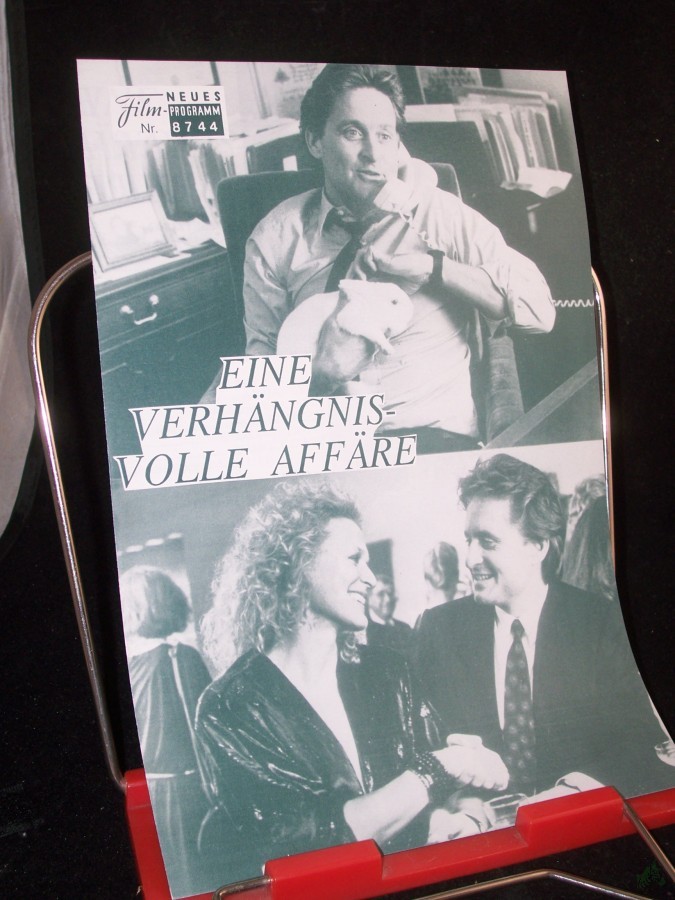 NEUES
Film-PROGRAMM
Nr. 8744
EINE
VERHÄNGNIS-
VOLLE AFFÄRE